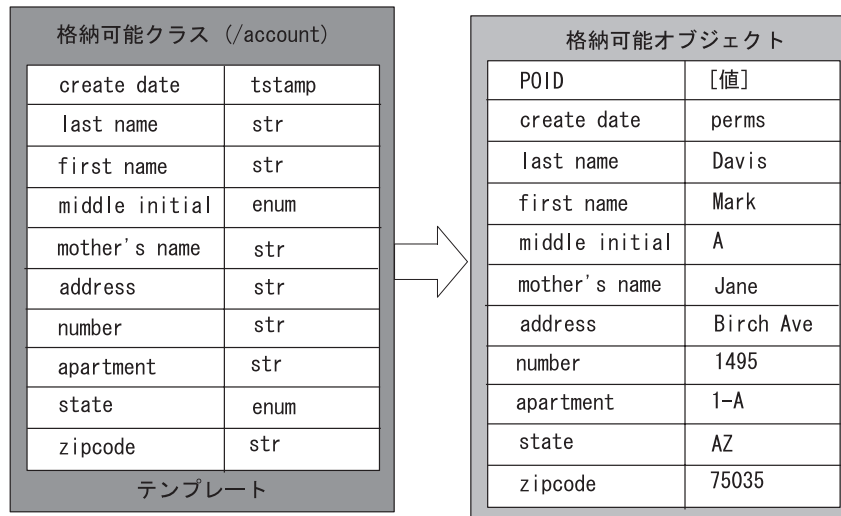 格納可能クラス (/account)
create date tstamp
last name str
first name str
middle initial enum
mother's name str
address str
number str
apartment str
state enum
zipcode str
テンプレート
格納可能オブジェクト
POID [値]
create date perms
last name Davis
first name Mark
middle initial A
mother's name Jane
address Birch Ave
number 1495
apartment 1-A
state AZ
zipcode 75035